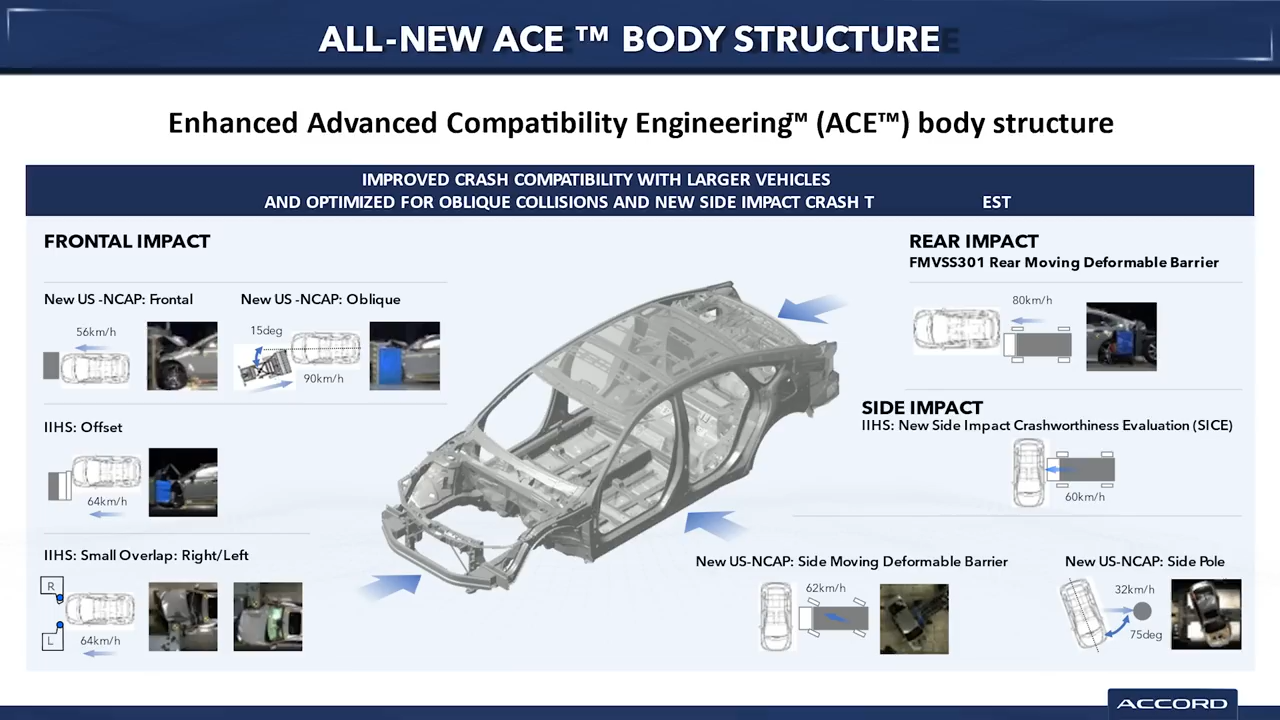 ALL-NEW ACE ™ BODY STRUCTURE
Enhanced Advanced Compatibility Engineering™ (ACE™) body structure
IMPROVED CRASH COMPATIBILITY WITH LARGER VEHICLES
AND OPTIMIZED FOR OBLIQUE COLLISIONS AND NEW SIDE IMPACT CRASH T EST
FRONTAL IMPACT
New US -NCAP: Frontal
56km/h
New US -NCAP: Oblique
15deg
90km/h
IIHS: Offset
64km/h
IIHS: Small Overlap: Right/Left
R
L
64km/h
REAR IMPACT
FMVSS301 Rear Moving Deformable Barrier
80km/h
SIDE IMPACT
IIHS: New Side Impact Crashworthiness Evaluation (SICE)
60km/h
New US-NCAP: Side Moving Deformable Barrier
62km/h
New US-NCAP: Side Pole
32km/h
75deg
ACCORD